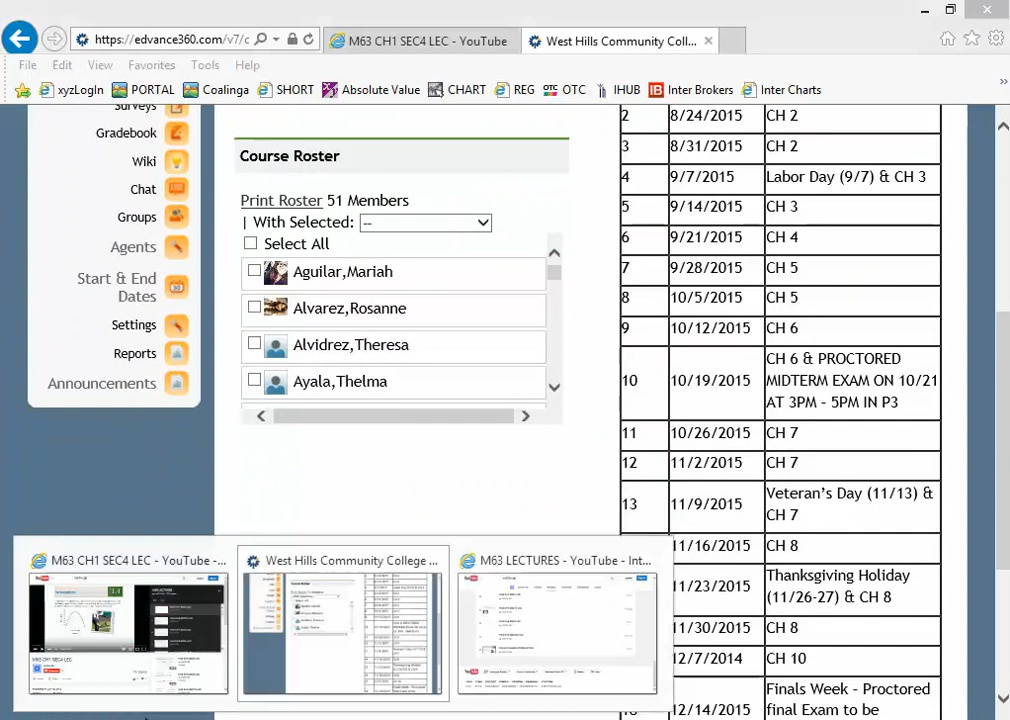 https://edvance360.com/v7/c
M63 CH1 SEC4 LEC - YouTube
West Hills Community Coll...
File Edit View Favorites Tools Help
xyzLogIn PORTAL Coalinga SHORT Absolute Value CHART REG OTC OTC IHUB IB Inter Brokers Inter Charts
Surveys
Gradebook
Wiki
Chat
Groups
Agents
Start & End
Dates
Settings
Reports
Announcements
Course Roster
Print Roster 51 Members
| With Selected: --
Select All
Aguilar,Mariah
Alvarez,Rosanne
Alvidrez,Theresa
Ayala,Thelma
2 8/24/2015 CH 2
3 8/31/2015 CH 2
4 9/7/2015 Labor Day (9/7) & CH 3
5 9/14/2015 CH 3
6 9/21/2015 CH 4
7 9/28/2015 CH 5
8 10/5/2015 CH 5
9 10/12/2015 CH 6
10 10/19/2015 CH 6 & PROCTORED
MIDTERM EXAM ON 10/21
AT 3PM - 5PM IN P3
11 10/26/2015 CH 7
12 11/2/2015 CH 7
13 11/9/2015 Veteran's Day (11/13) &
CH 7
11/16/2015 CH 8
11/23/2015 Thanksgiving Holiday
(11/26-27) & CH 8
11/30/2015 CH 8
12/7/2014 CH 10
12/14/2015 Finals Week - Proctored
final Exam to be
M63 CH1 SEC4 LEC - YouTube -...
West Hills Community College ...
M63 LECTURES - YouTube - Int...
1.4
M63 CH1 SEC4 LEC